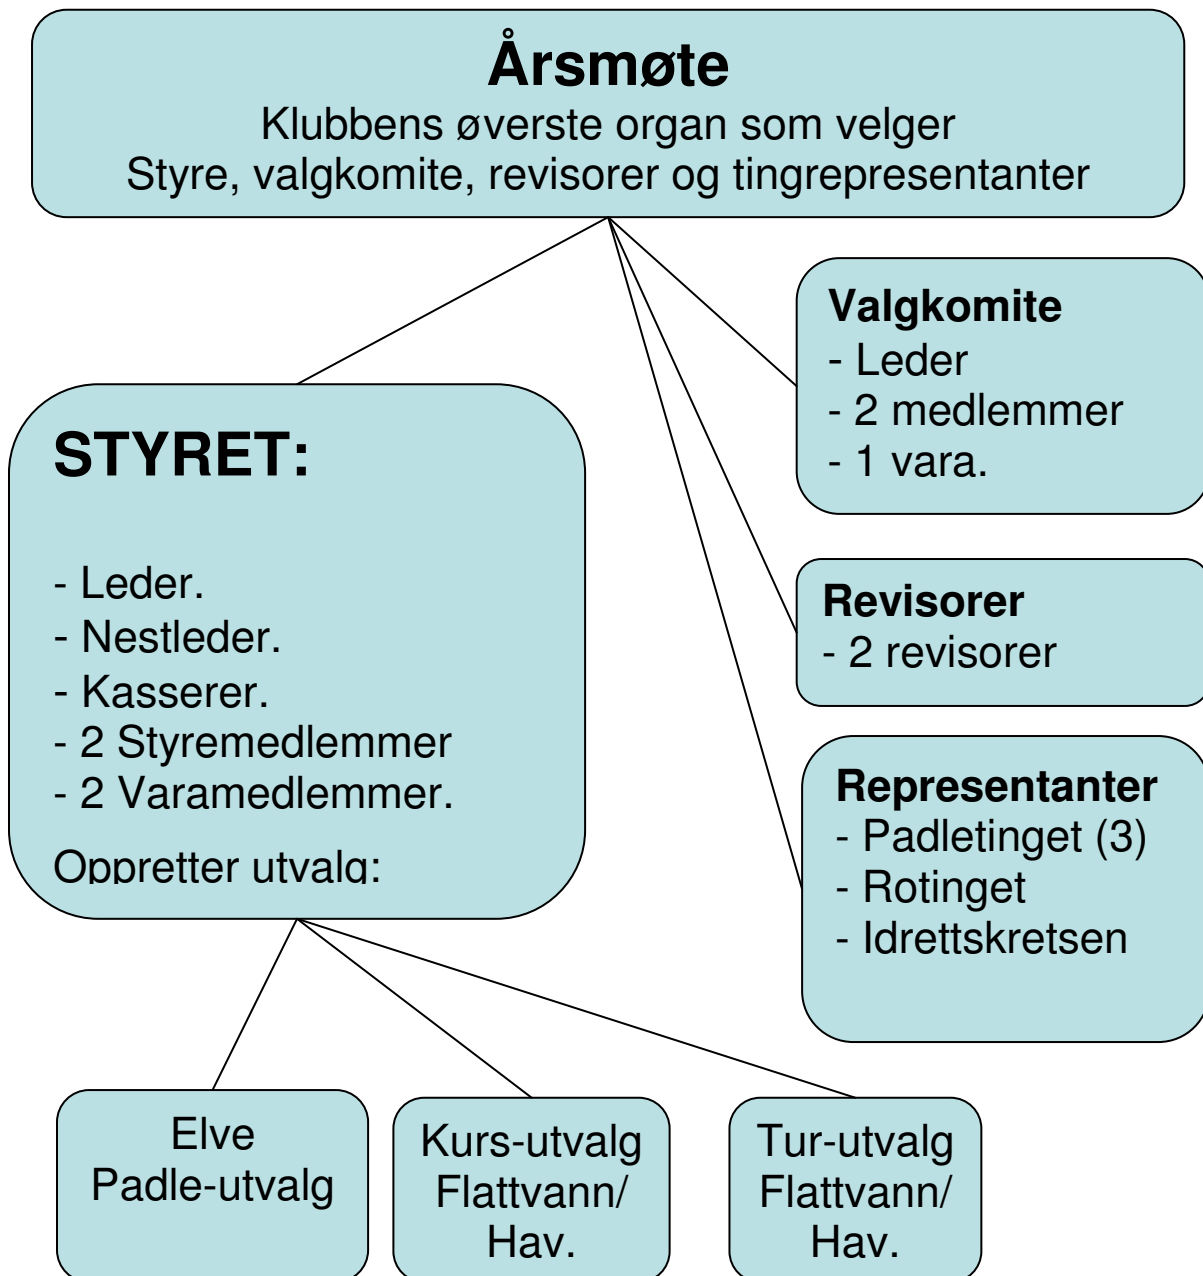 Årsmøte
Klubbens øverste organ som velger
Styre, valgkomite, revisorer og tingrepresentanter
Valgkomite
- Leder
- 2 medlemmer
- 1 vara.
STYRET:
- Leder.
- Nestleder.
- Kasserer.
- 2 Styremedlemmer
- 2 Varamedlemmer.
Oppretter utvalg:
Revisorer
- 2 revisorer
Representanter
- Padletinget (3)
- Rotinget
- Idrettskretsen
Elve
Padle-utvalg
Kurs-utvalg
Flattvann/
Hav.
Tur-utvalg
Flattvann/
Hav.